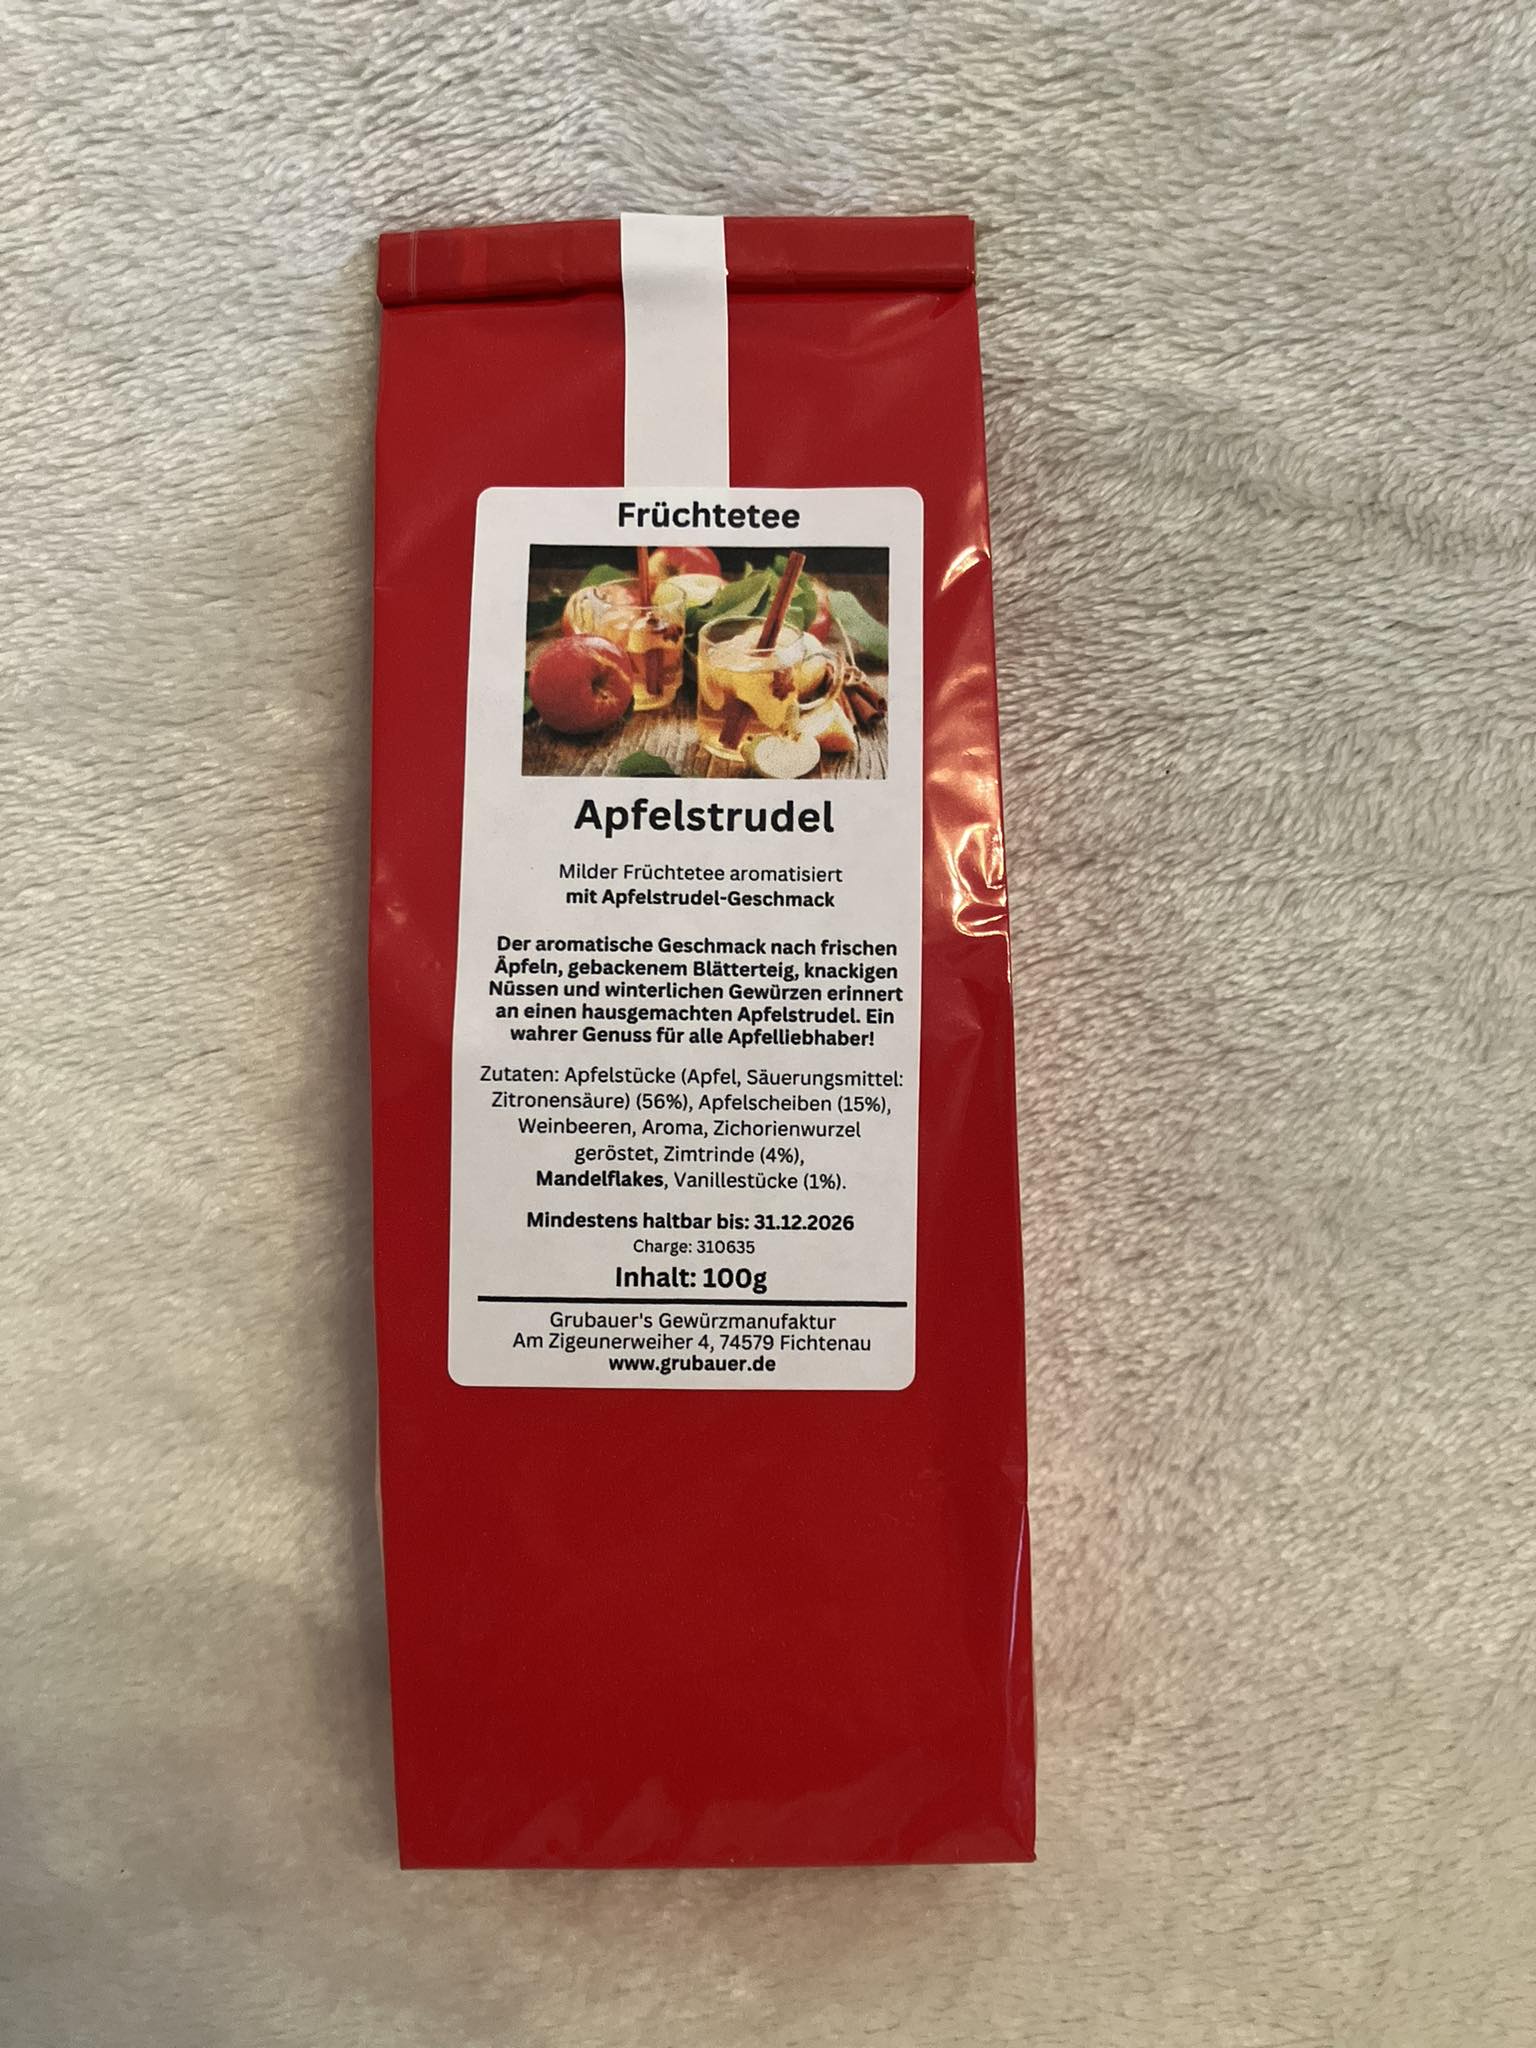 Früchtetee
Apfelstrudel
Milder Früchtetee aromatisiert
mit Apfelstrudel-Geschmack
Der aromatische Geschmack nach frischen
Äpfeln, gebackenem Blätterteig, knackigen
Nüssen und winterlichen Gewürzen erinnert
an einen hausgemachten Apfelstrudel. Ein
wahrer Genuss für alle Apfelliebhaber!
Zutaten: Apfelstücke (Apfel, Säuerungsmittel:
Zitronensäure) (56%), Apfelscheiben (15%),
Weinbeeren, Aroma, Zichorienwurzel
geröstet, Zimtrinde (4%),
Mandelflakes, Vanillestücke (1%).
Mindestens haltbar bis: 31.12.2026
Charge: 310635
Inhalt: 100g
Grubauer's Gewürzmanufaktur
Am Zigeunerweiher 4, 74579 Fichtenau
www.grubauer.de